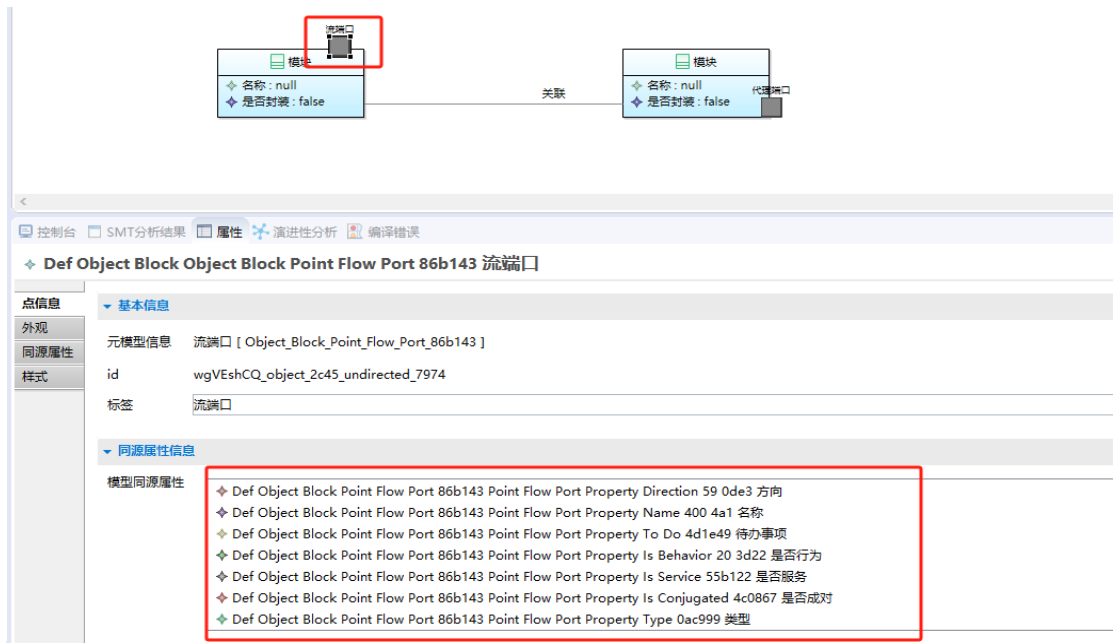 流端口
模块
名称 : null
是否封装 : false
关联
模块
名称 : null
是否封装 : false
代理端口
控制台 SMT分析结果 属性 演进性分析 编译错误
Def Object Block Object Block Point Flow Port 86b143 流端口
点信息
外观
同源属性
样式
基本信息
元模型信息 流端口 [ Object_Block_Point_Flow_Port_86b143 ]
id wgVEshCQ_object_2c45_undirected_7974
标签 流端口
同源属性信息
模型同源属性
Def Object Block Point Flow Port 86b143 Point Flow Port Property Direction 59 0de3 方向
Def Object Block Point Flow Port 86b143 Point Flow Port Property Name 400 4a1 名称
Def Object Block Point Flow Port 86b143 Point Flow Port Property To Do 4d1e49 待办事项
Def Object Block Point Flow Port 86b143 Point Flow Port Property Is Behavior 20 3d22 是否行为
Def Object Block Point Flow Port 86b143 Point Flow Port Property Is Service 55b122 是否服务
Def Object Block Point Flow Port 86b143 Point Flow Port Property Is Conjugated 4c0867 是否成对
Def Object Block Point Flow Port 86b143 Point Flow Port Property Type 0ac999 类型